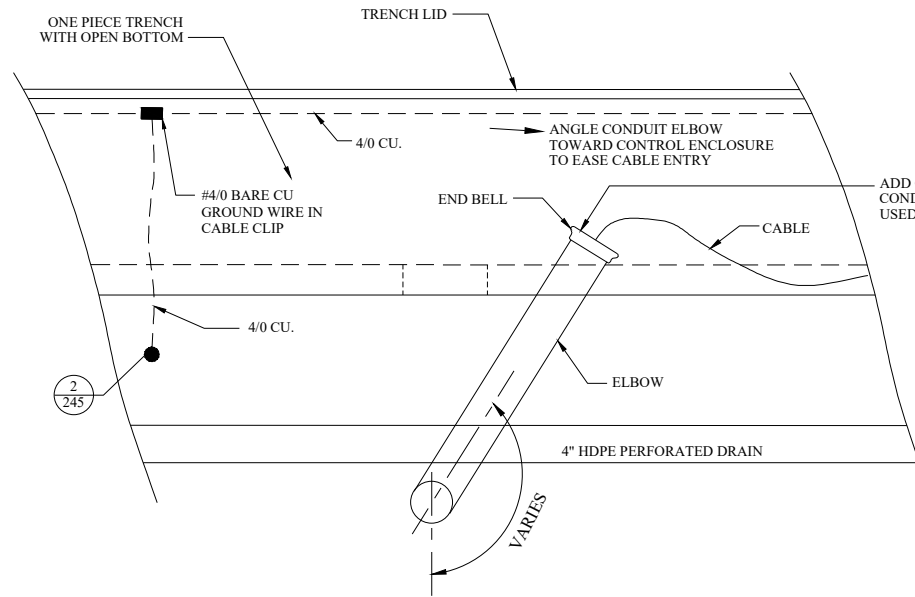 ONE PIECE TRENCH
WITH OPEN BOTTOM
TRENCH LID
4/0 CU.
ANGLE CONDUIT ELBOW
TOWARD CONTROL ENCLOSURE
TO EASE CABLE ENTRY
#4/0 BARE CU
GROUND WIRE IN
CABLE CLIP
END BELL
ADD
COND
USED
CABLE
4/0 CU.
2
245
ELBOW
4" HDPE PERFORATED DRAIN
VARIES